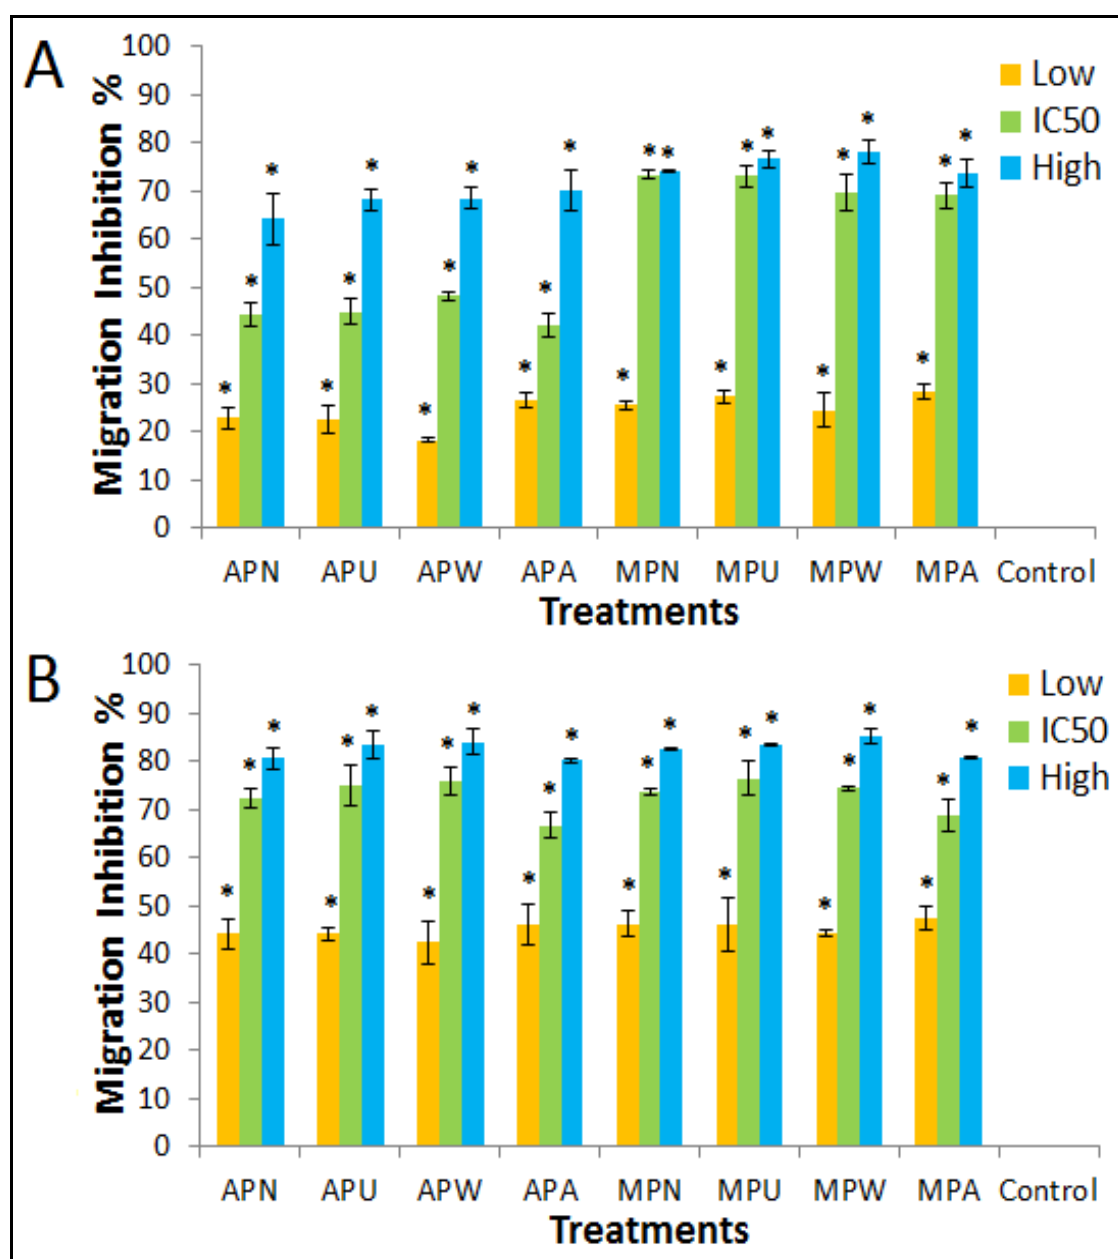 A
Migration Inhibition %
100
90
80
70
60
50
40
30
20
10
0
Low
IC50
High
* * * * * * * * * * * * * * * * * * * * * * * *
APN APU APW APA MPN MPU MPW MPA Control
Treatments
B
Migration Inhibition %
100
90
80
70
60
50
40
30
20
10
0
Low
IC50
High
* * * * * * * * * * * * * * * * * * * * * * * *
APN APU APW APA MPN MPU MPW MPA Control
Treatments